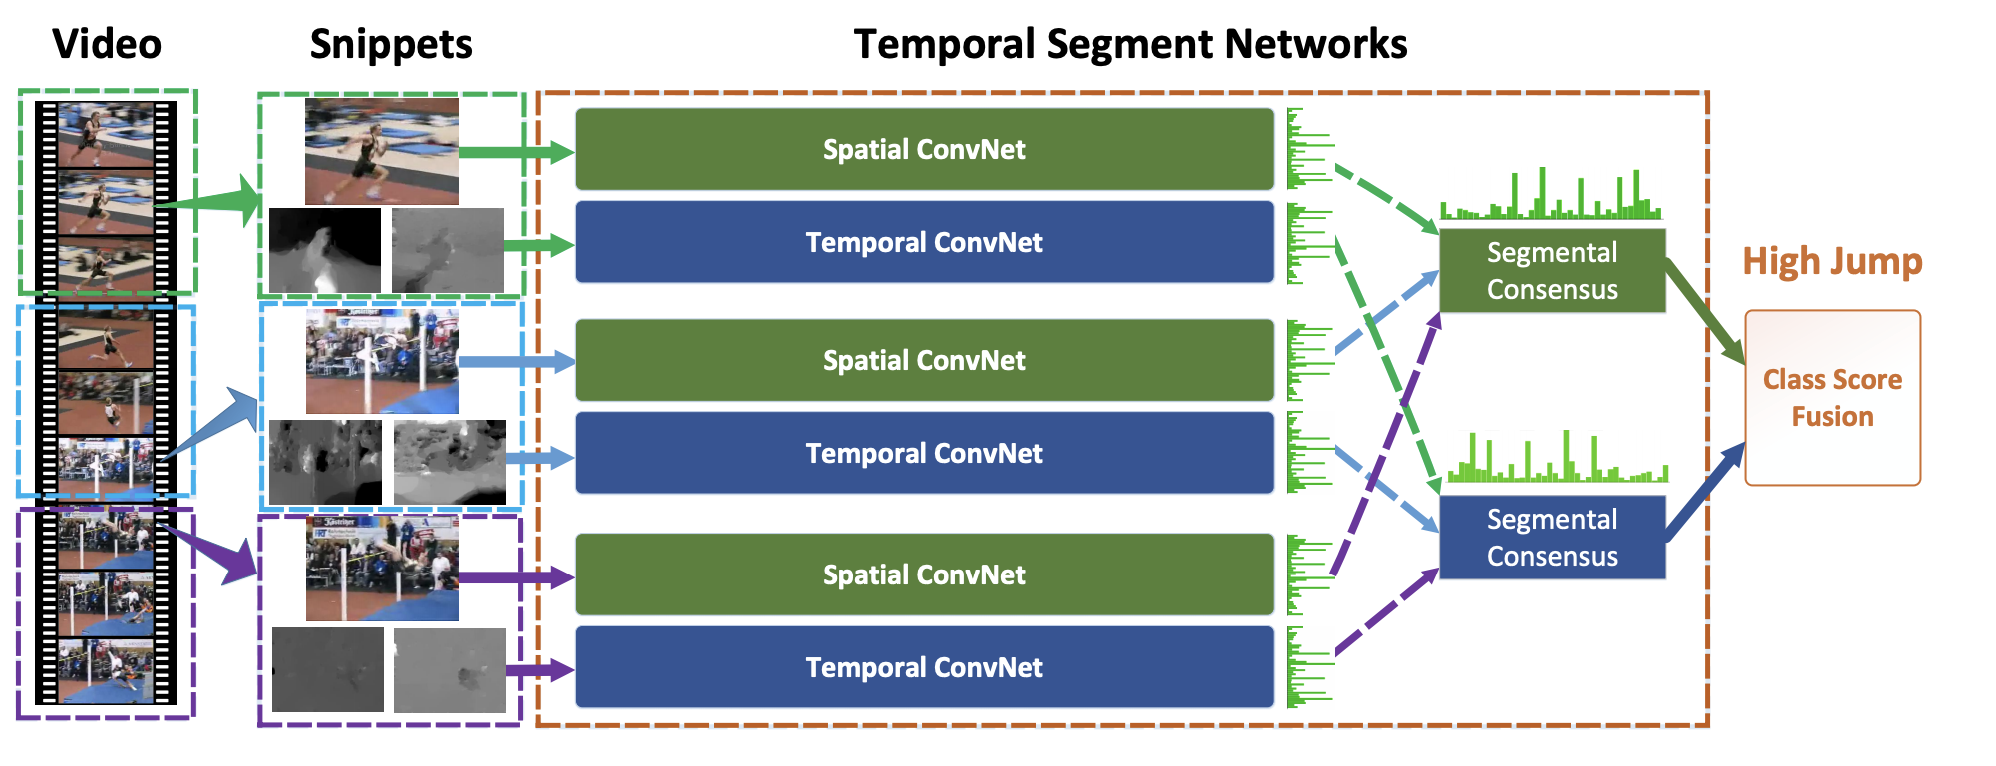 Video
Snippets
Temporal Segment Networks
Spatial ConvNet
Temporal ConvNet
Spatial ConvNet
Temporal ConvNet
Spatial ConvNet
Temporal ConvNet
Segmental
Consensus
Segmental
Consensus
High Jump
Class Score
Fusion